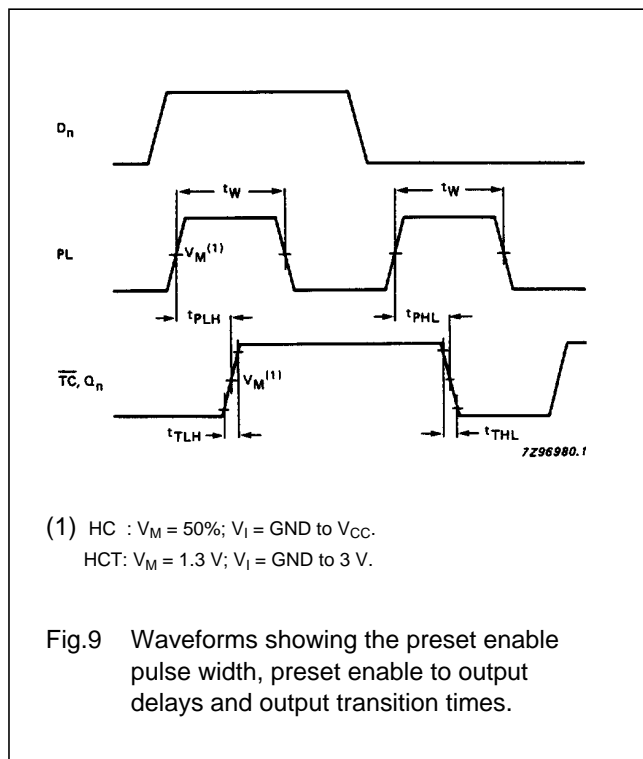 Dn
tW tW
PL VM(1)
tPLH tPHL
TC, Qn VM(1)
tTLH tTHL
7Z96980.1
(1) HC : VM = 50%; VI = GND to VCC.
HCT: VM = 1.3 V; VI = GND to 3 V.
Fig.9 Waveforms showing the preset enable
pulse width, preset enable to output
delays and output transition times.